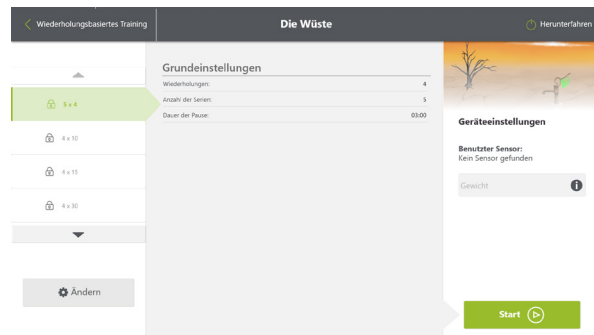 Wiederholungsbasiertes Training
Die Wüste
Herunterfahren
5 x 4
4 x 10
4 x 15
4 x 30
Ändern
Grundeinstellungen
Wiederholungen: 4
Anzahl der Serien: 5
Dauer der Pause: 03:00
Geräteeinstellungen
Benutzter Sensor:
Kein Sensor gefunden
Gewicht
Start